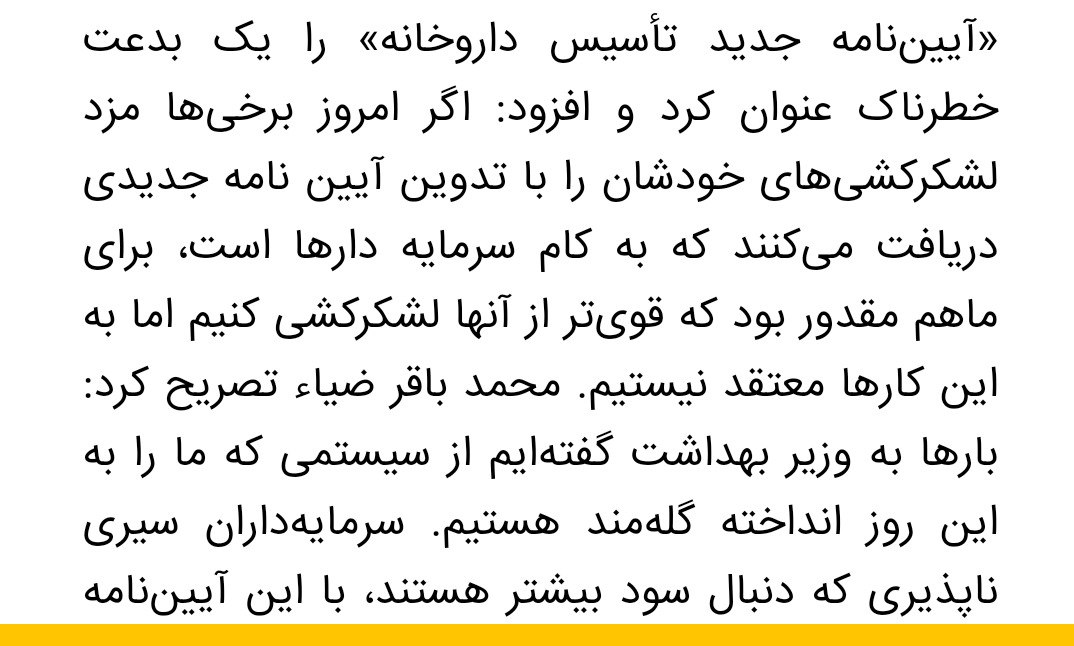 «آیین‌نامه جدید تأسیس داروخانه» را یک بدعت
خطرناک عنوان کرد و افزود: اگر امروز برخی‌ها مزد
لشکرکشی‌های خودشان را با تدوین آیین نامه جدیدی
دریافت می‌کنند که به کام سرمایه دارها است، برای
ماهم مقدور بود که قوی‌تر از آنها لشکرکشی کنیم اما به
این کارها معتقد نیستیم. محمد باقر ضیاء تصریح کرد:
بارها به وزیر بهداشت گفته‌ایم از سیستمی که ما را به
این روز انداخته گله‌مند هستیم. سرمایه‌داران سیری
ناپذیری که دنبال سود بیشتر هستند، با این آیین‌نامه